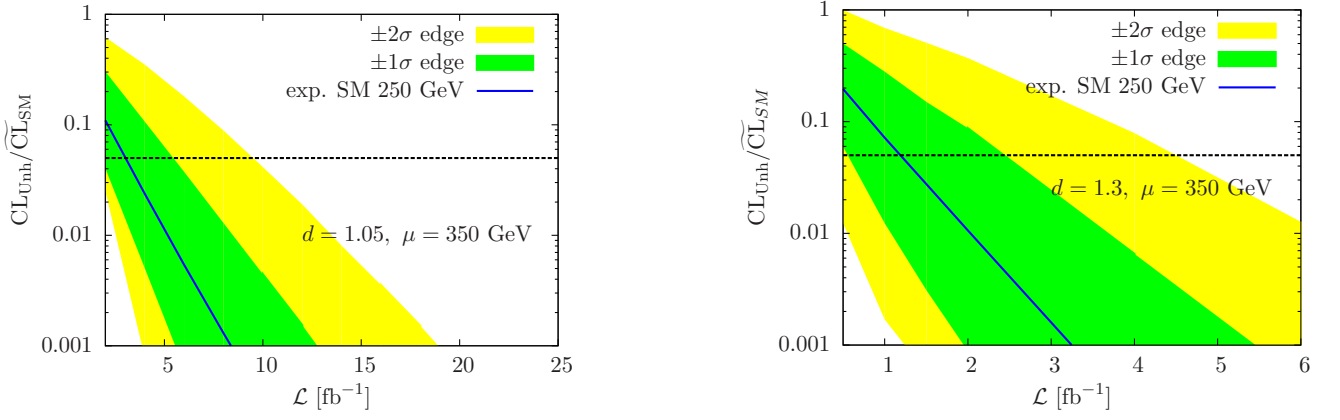 1
0.1
0.01
0.001
CL_Unh/C̃L_SM
±2σ edge
±1σ edge
exp. SM 250 GeV
d = 1.05, μ = 350 GeV
5
10
15
20
25
ℒ [fb⁻¹]
1
0.1
0.01
0.001
CL_Unh/C̃L_SM
±2σ edge
±1σ edge
exp. SM 250 GeV
d = 1.3, μ = 350 GeV
1
2
3
4
5
6
ℒ [fb⁻¹]